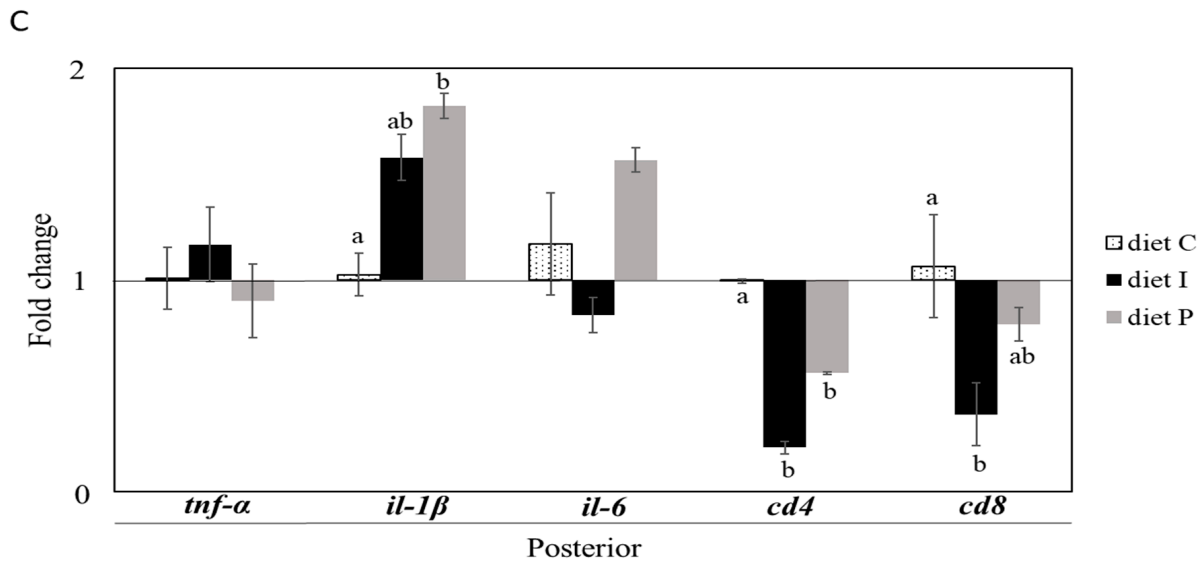 C
2
b
ab
a
a
a
b
b
ab
b
1
0
Fold change
diet C
diet I
diet P
tnf-α il-1β il-6 cd4 cd8
Posterior